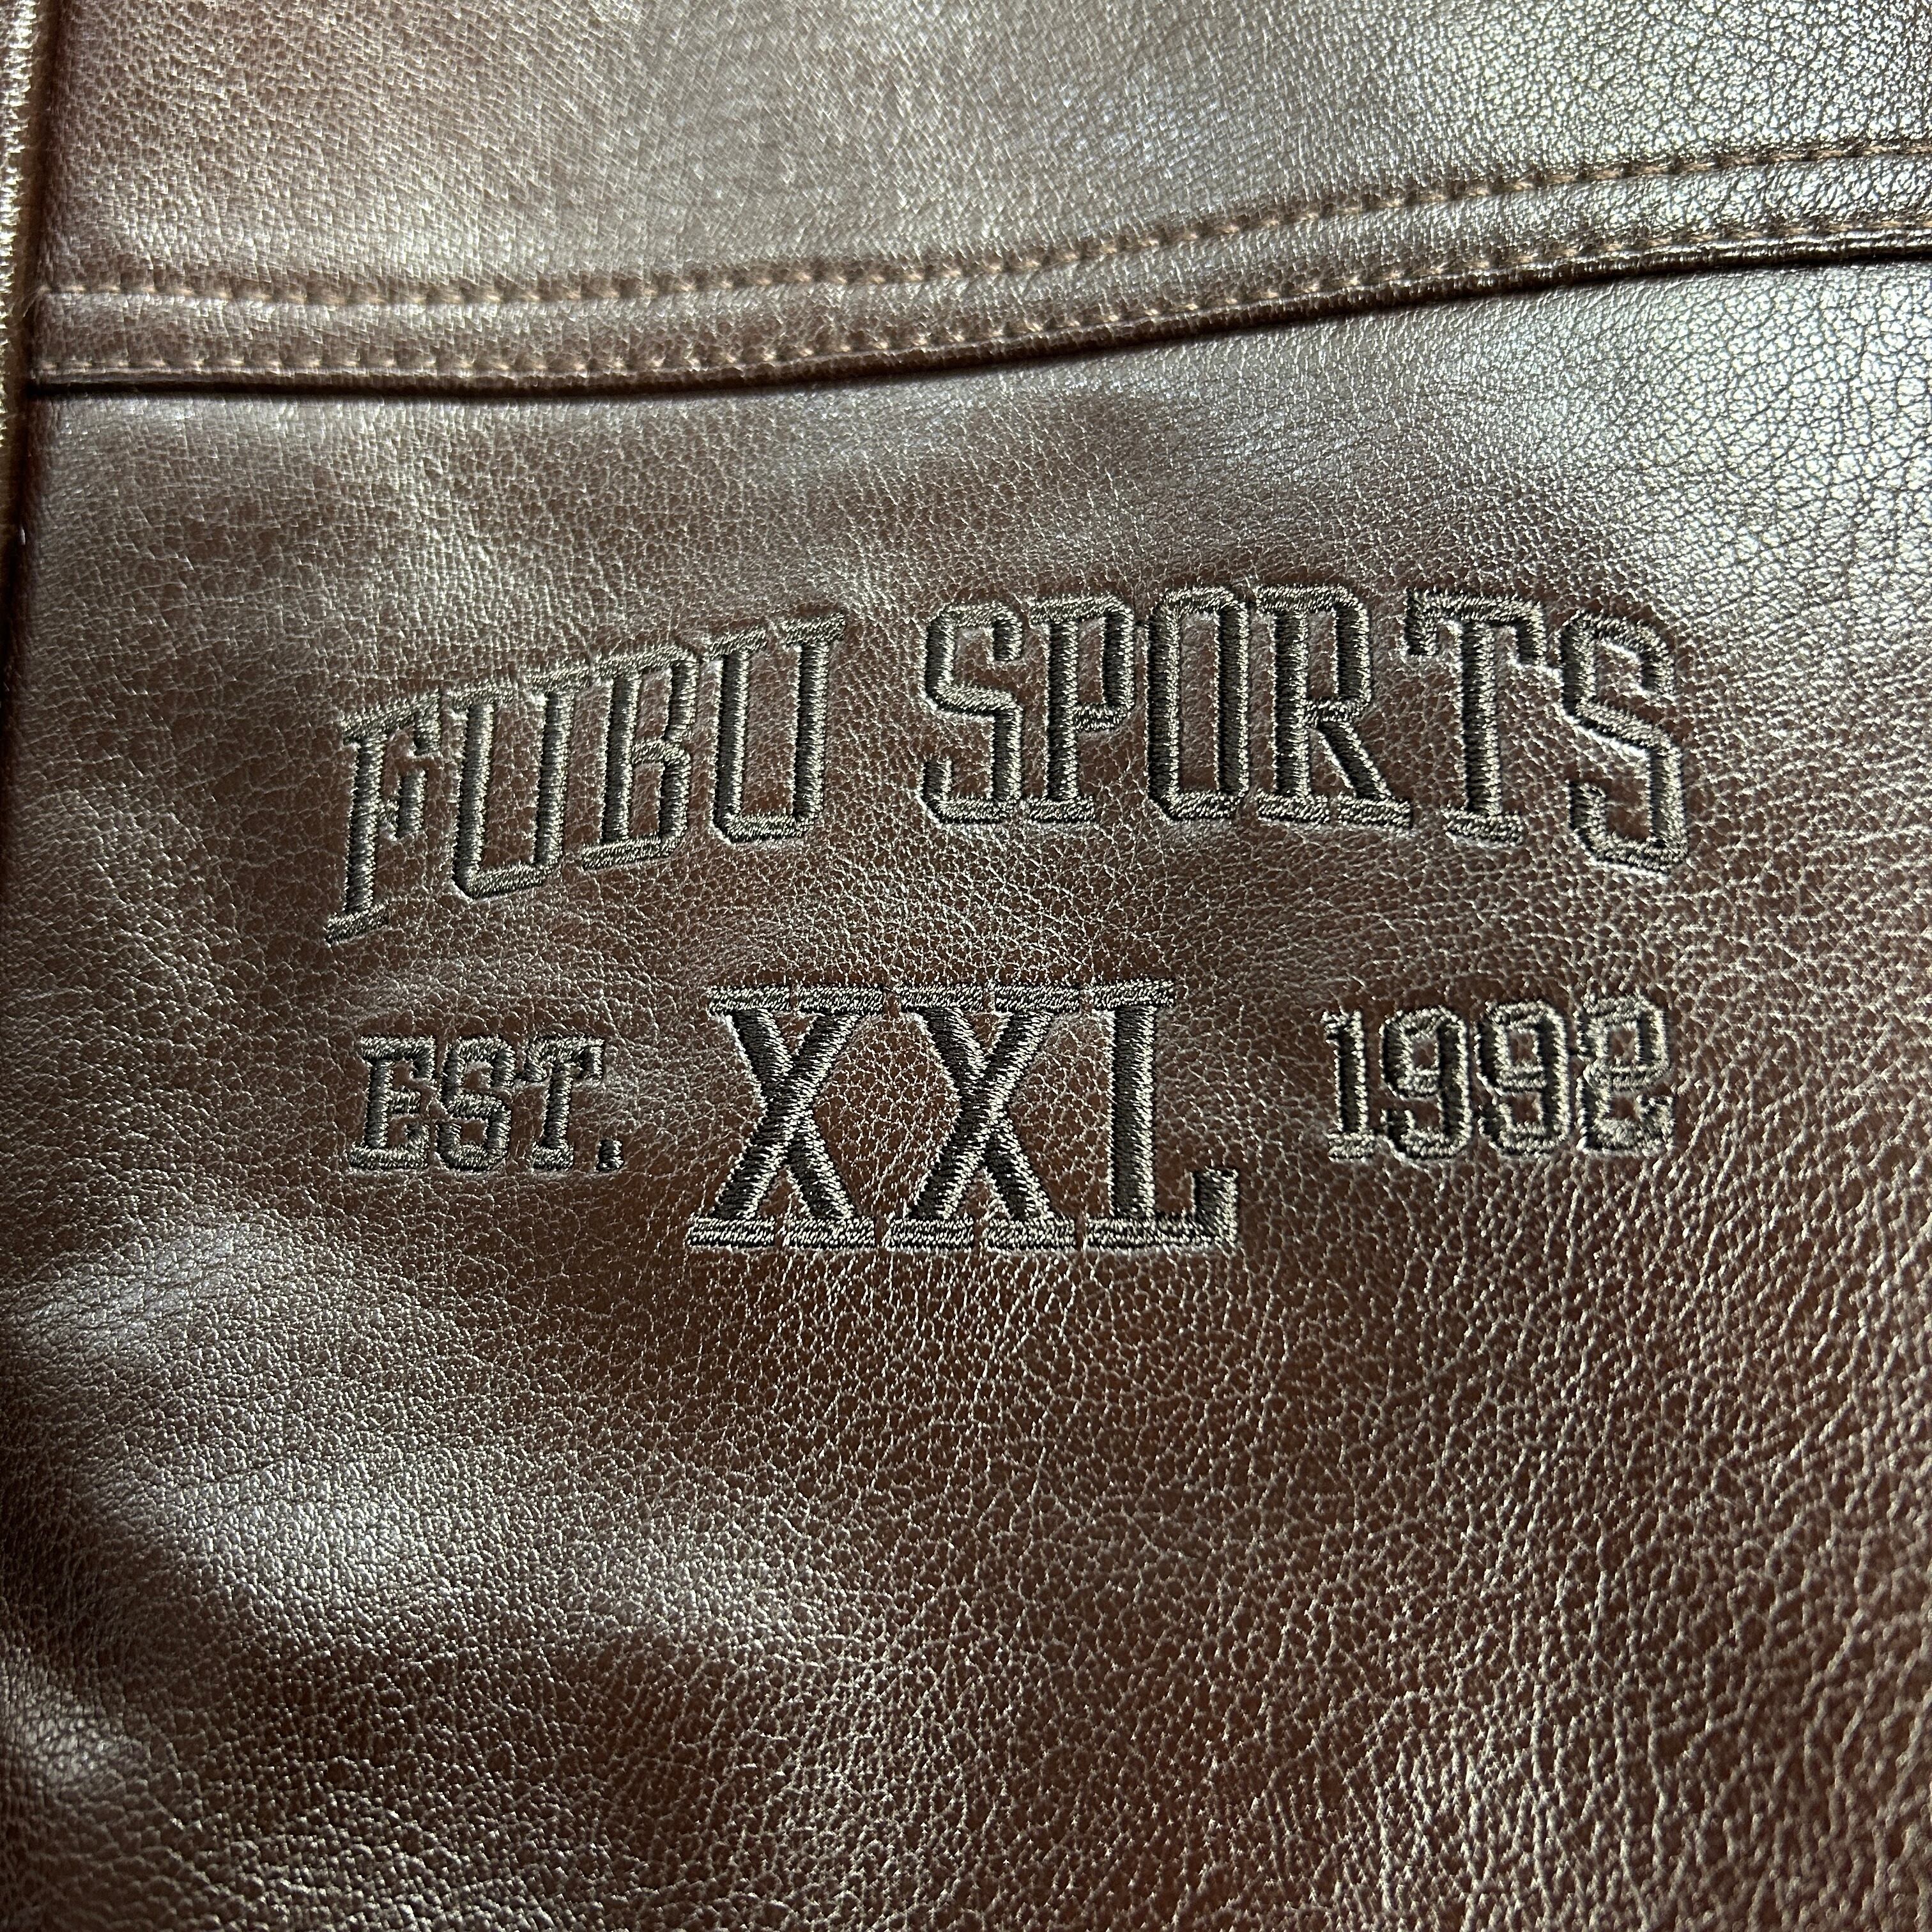 FUBU SPORTS
EST. XXL 1992